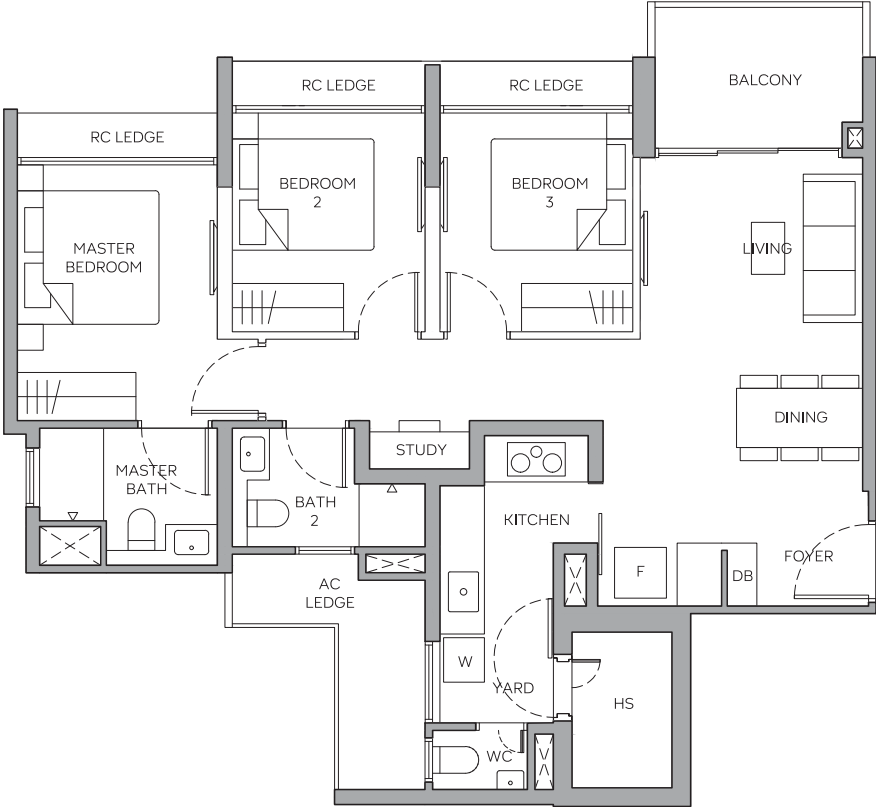 BALCONY
RC LEDGE
RC LEDGE
RC LEDGE
BEDROOM
2
BEDROOM
3
MASTER
BEDROOM
LIVING
DINING
STUDY
MASTER
BATH
BATH
2
KITCHEN
FOYER
F
DB
AC
LEDGE
W
YARD
HS
WC